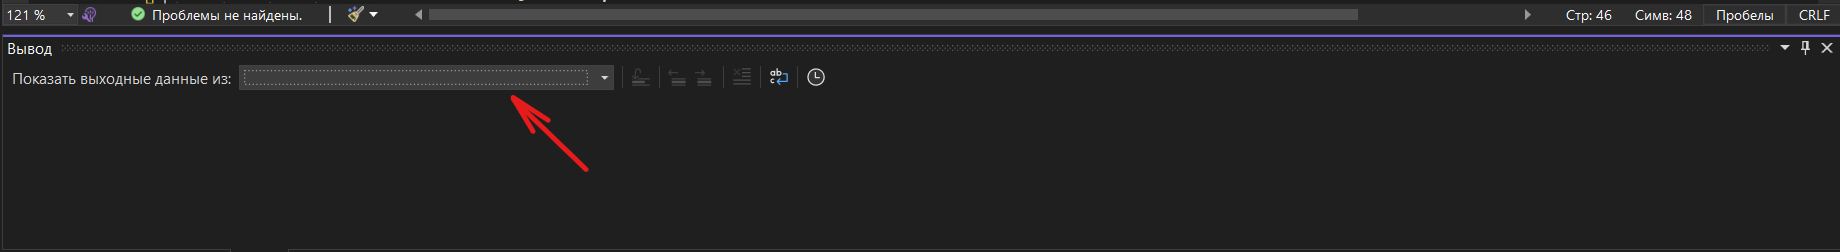 121 % Проблемы не найдены. Стр: 46 Симв: 48 Пробелы CRLF
Вывод
Показать выходные данные из: